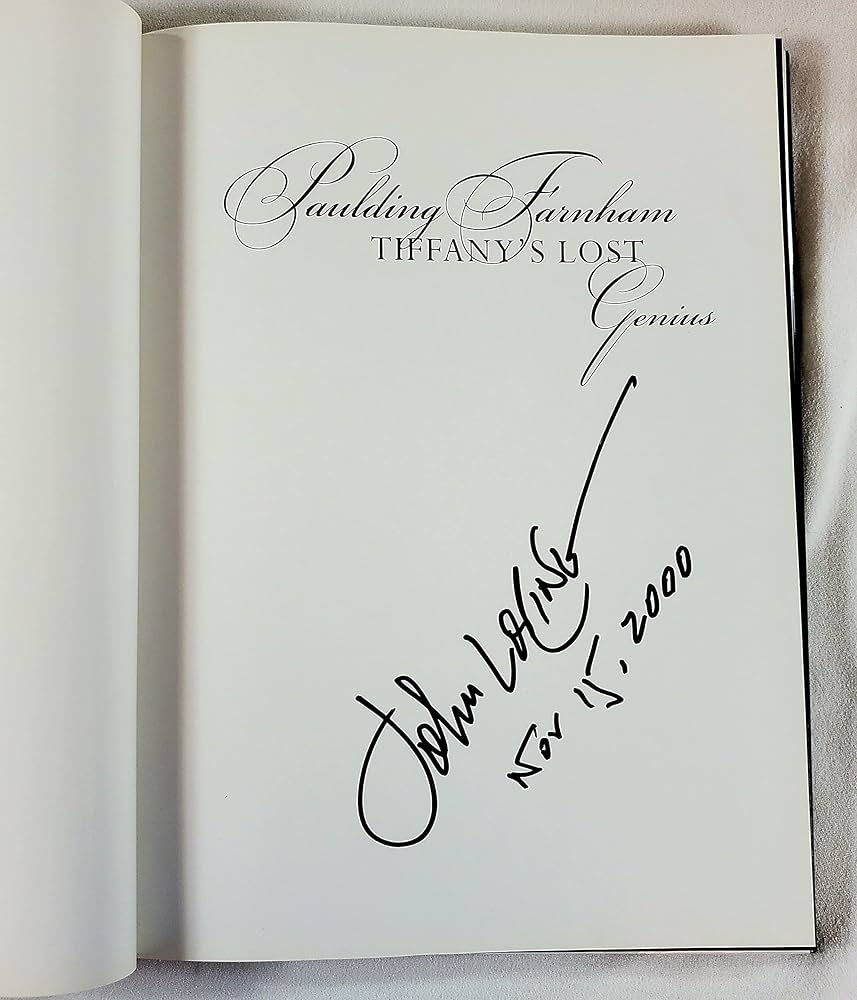 Paulding Farnham
TIFFANY'S LOST
Genius
John LORING
Nov 15, 2000